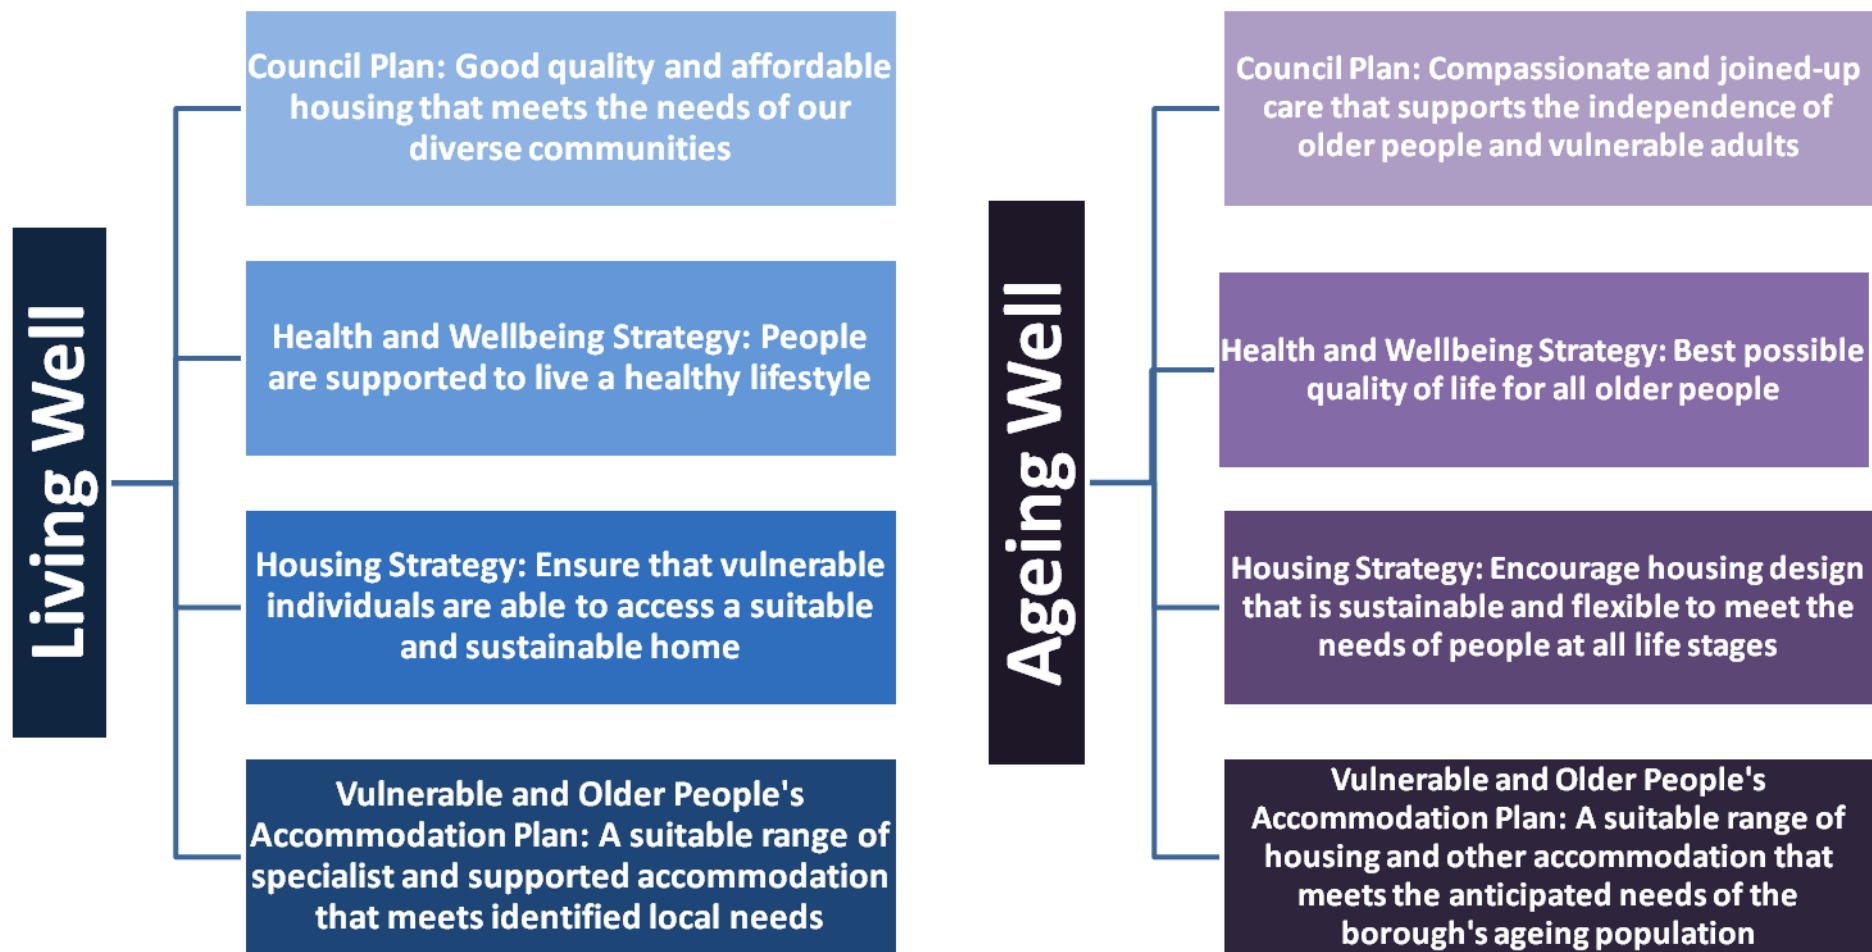 Living Well
Council Plan: Good quality and affordable
housing that meets the needs of our
diverse communities
Health and Wellbeing Strategy: People
are supported to live a healthy lifestyle
Housing Strategy: Ensure that vulnerable
individuals are able to access a suitable
and sustainable home
Vulnerable and Older People's
Accommodation Plan: A suitable range of
specialist and supported accommodation
that meets identified local needs
Ageing Well
Council Plan: Compassionate and joined-up
care that supports the independence of
older people and vulnerable adults
Health and Wellbeing Strategy: Best possible
quality of life for all older people
Housing Strategy: Encourage housing design
that is sustainable and flexible to meet the
needs of people at all life stages
Vulnerable and Older People's
Accommodation Plan: A suitable range of
housing and other accommodation that
meets the anticipated needs of the
borough's ageing population